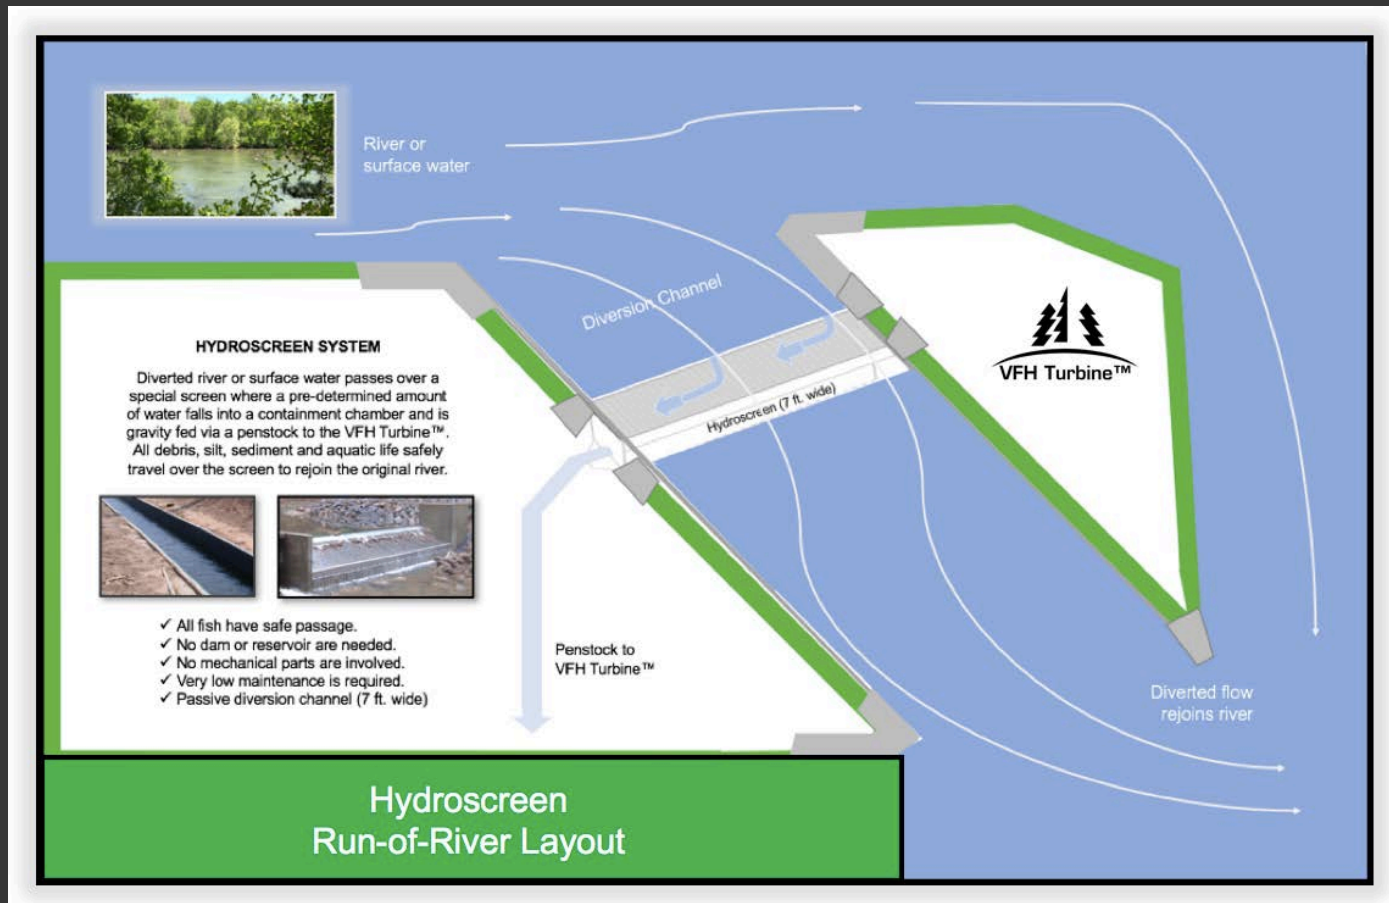 River or
surface water
Diversion Channel
Hydroscreen (7 ft. wide)
VFH Turbine™
HYDROSCREEN SYSTEM
Diverted river or surface water passes over a
special screen where a pre-determined amount
of water falls into a containment chamber and is
gravity fed via a penstock to the VFH Turbine™.
All debris, silt, sediment and aquatic life safely
travel over the screen to rejoin the original river.
✓ All fish have safe passage.
✓ No dam or reservoir are needed.
✓ No mechanical parts are involved.
✓ Very low maintenance is required.
✓ Passive diversion channel (7 ft. wide)
Penstock to
VFH Turbine™
Diverted flow
rejoins river
Hydroscreen
Run-of-River Layout